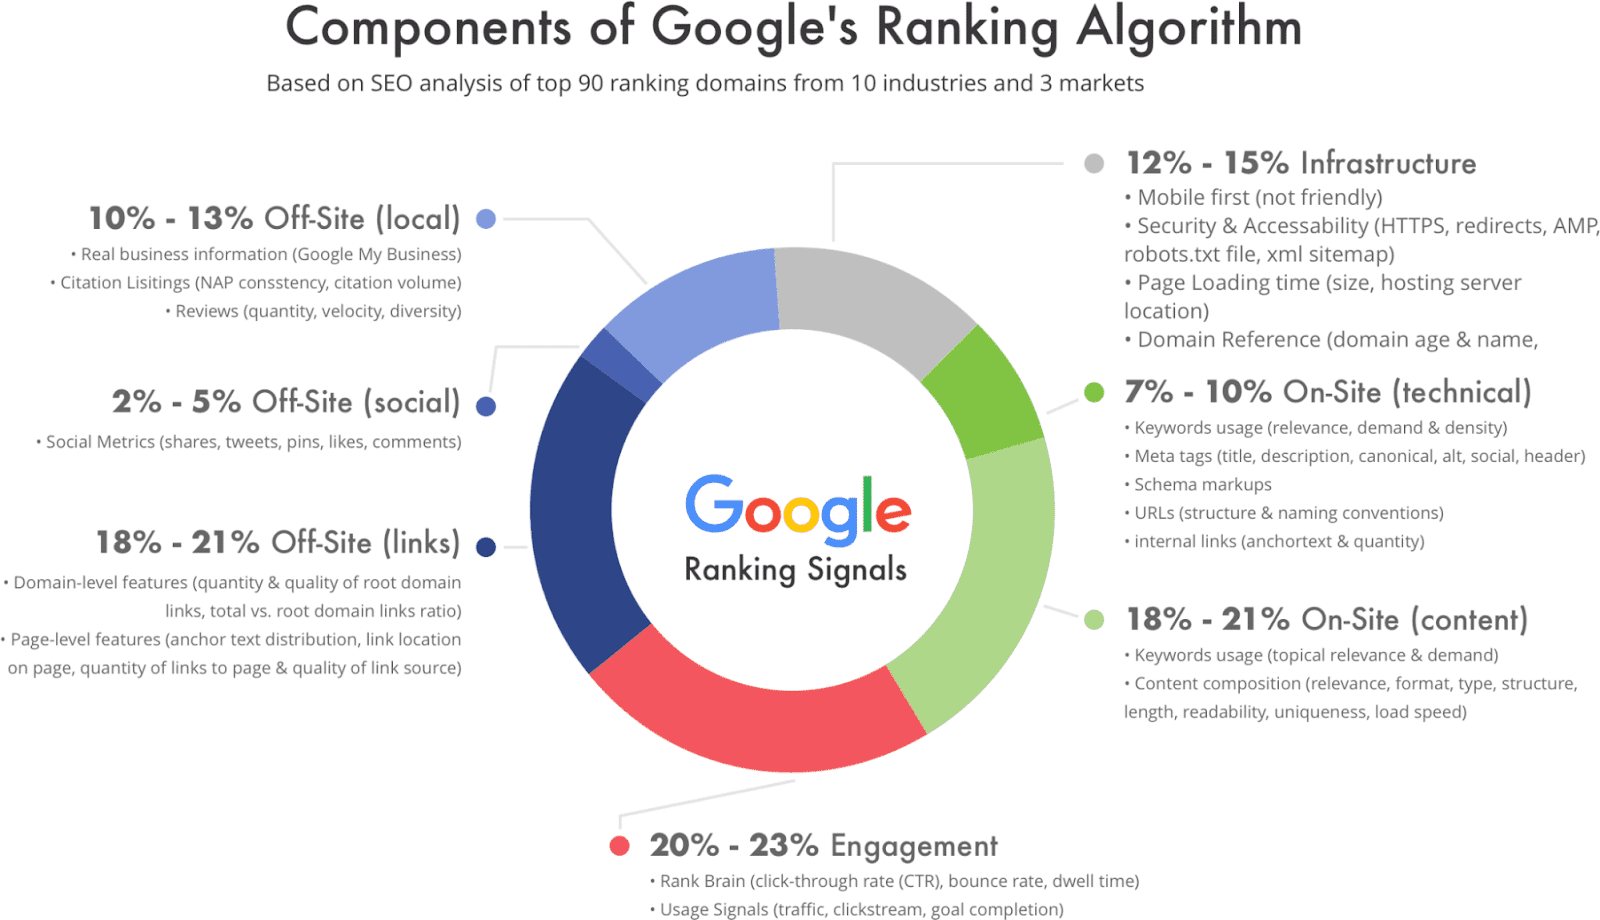 Components of Google's Ranking Algorithm
Based on SEO analysis of top 90 ranking domains from 10 industries and 3 markets
10% - 13% Off-Site (local)
• Real business information (Google My Business)
• Citation Lisitings (NAP consstency, citation volume)
• Reviews (quantity, velocity, diversity)
2% - 5% Off-Site (social)
• Social Metrics (shares, tweets, pins, likes, comments)
18% - 21% Off-Site (links)
• Domain-level features (quantity & quality of root domain
links, total vs. root domain links ratio)
• Page-level features (anchor text distribution, link location
on page, quantity of links to page & quality of link source)
Google
Ranking Signals
12% - 15% Infrastructure
• Mobile first (not friendly)
• Security & Accessability (HTTPS, redirects, AMP,
robots.txt file, xml sitemap)
• Page Loading time (size, hosting server
location)
• Domain Reference (domain age & name,
7% - 10% On-Site (technical)
• Keywords usage (relevance, demand & density)
• Meta tags (title, description, canonical, alt, social, header)
• Schema markups
• URLs (structure & naming conventions)
• internal links (anchortext & quantity)
18% - 21% On-Site (content)
• Keywords usage (topical relevance & demand)
• Content composition (relevance, format, type, structure,
length, readability, uniqueness, load speed)
20% - 23% Engagement
• Rank Brain (click-through rate (CTR), bounce rate, dwell time)
• Usage Signals (traffic, clickstream, goal completion)